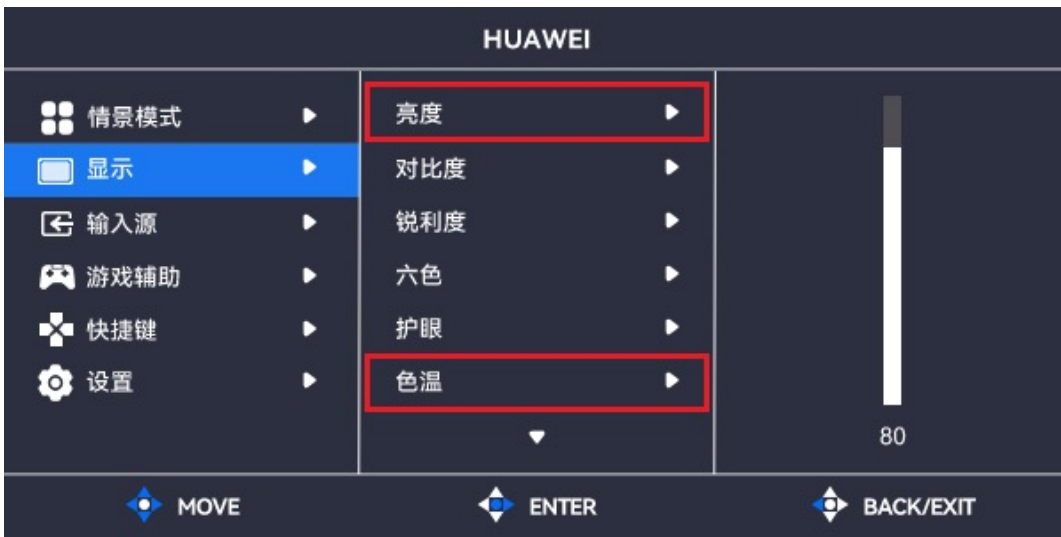 HUAWEI
情景模式
显示
输入源
游戏辅助
快捷键
设置
亮度
对比度
锐利度
六色
护眼
色温
80
MOVE
ENTER
BACK/EXIT